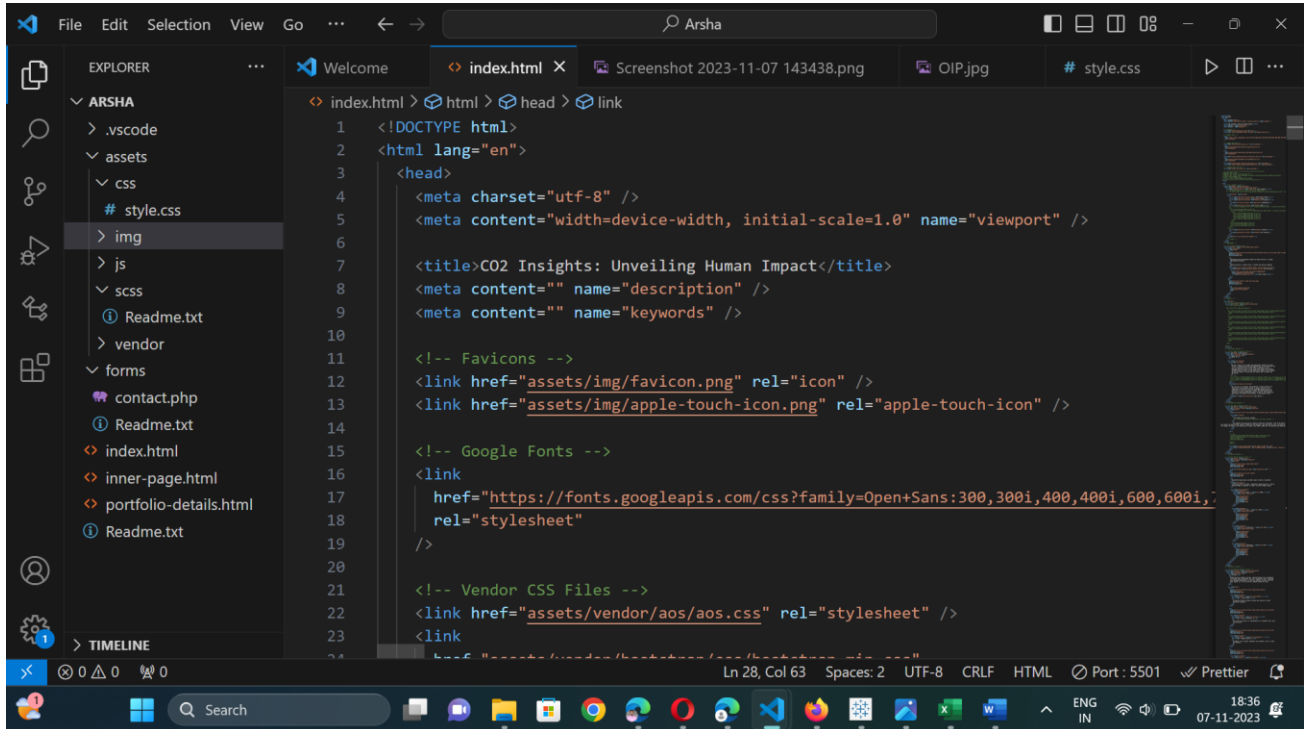 File Edit Selection View Go ··· Arsha
EXPLORER ···
ARSHA
.vscode
assets
css
# style.css
img
js
scss
Readme.txt
vendor
forms
contact.php
Readme.txt
index.html
inner-page.html
portfolio-details.html
Readme.txt
TIMELINE
Welcome index.html Screenshot 2023-11-07 143438.png OIP.jpg # style.css
index.html > html > head > link
1 <!DOCTYPE html>
2 <html lang="en">
3 <head>
4 <meta charset="utf-8" />
5 <meta content="width=device-width, initial-scale=1.0" name="viewport" />
6
7 <title>CO2 Insights: Unveiling Human Impact</title>
8 <meta content="" name="description" />
9 <meta content="" name="keywords" />
10
11 <!-- Favicons -->
12 <link href="assets/img/favicon.png" rel="icon" />
13 <link href="assets/img/apple-touch-icon.png" rel="apple-touch-icon" />
14
15 <!-- Google Fonts -->
16 <link
17 href="https://fonts.googleapis.com/css?family=Open+Sans:300,300i,400,400i,600,600i,
18 rel="stylesheet"
19 />
20
21 <!-- Vendor CSS Files -->
22 <link href="assets/vendor/aos/aos.css" rel="stylesheet" />
23 <link
0 0 0 Ln 28, Col 63 Spaces: 2 UTF-8 CRLF HTML Port : 5501 Prettier
1 Search ENG 18:36
IN 07-11-2023